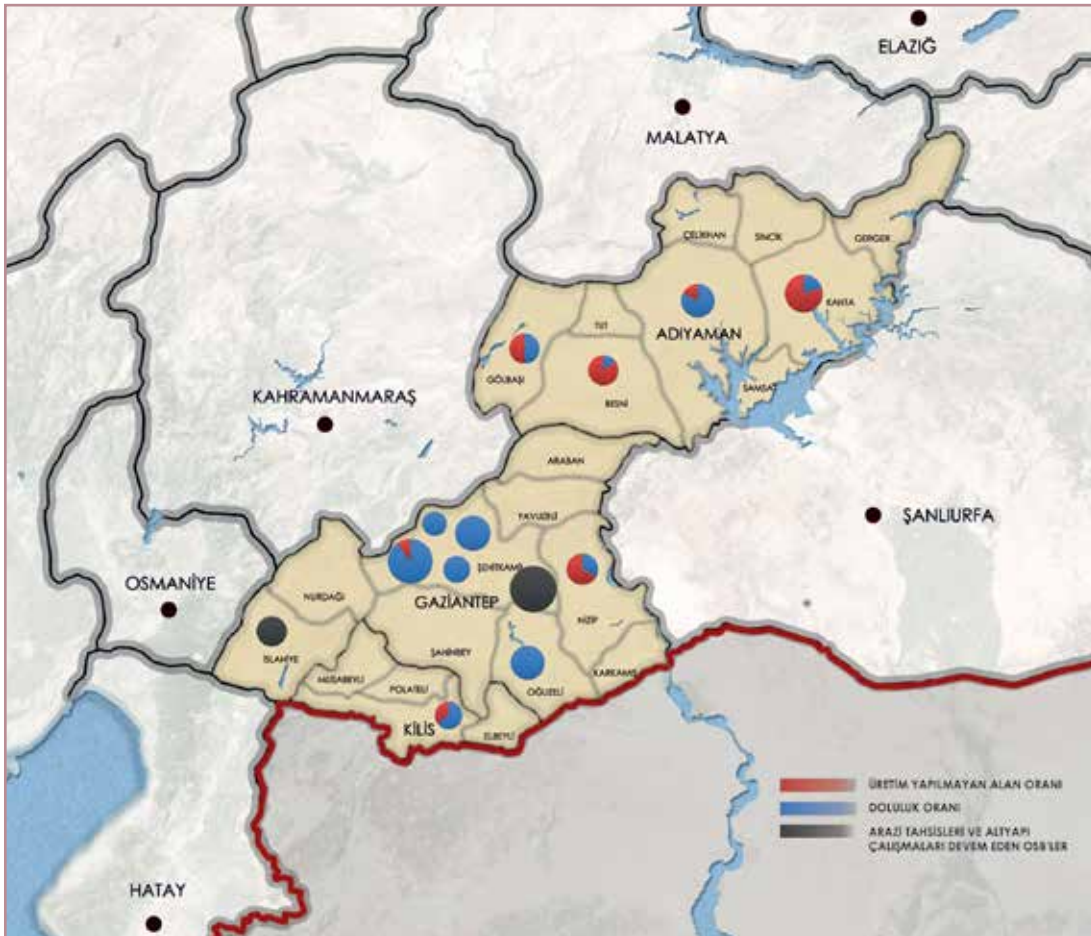 ELAZIĞ
MALATYA
ÇELİKHAN
SİNCİK
GERGER
KAHTA
ADIYAMAN
TUT
GÖLBAŞI
BESNİ
SAMSAT
KAHRAMANMARAŞ
ARABAN
YAVUZELİ
ŞANLIURFA
ŞEHİTKAMİL
OSMANİYE
NURDAĞI
GAZİANTEP
NİZİP
İSLAHİYE
ŞAHİNBEY
MUSABEYLİ
POLATELİ
OĞUZELİ
KARKAMIŞ
KİLİS
ELBEYLİ
ÜRETİM YAPILMAYAN ALAN ORANI
DOLULUK ORANI
ARAZİ TAHSİSLERİ VE ALTYAPI
ÇALIŞMALARI DEVEM EDEN OSB'LER
HATAY